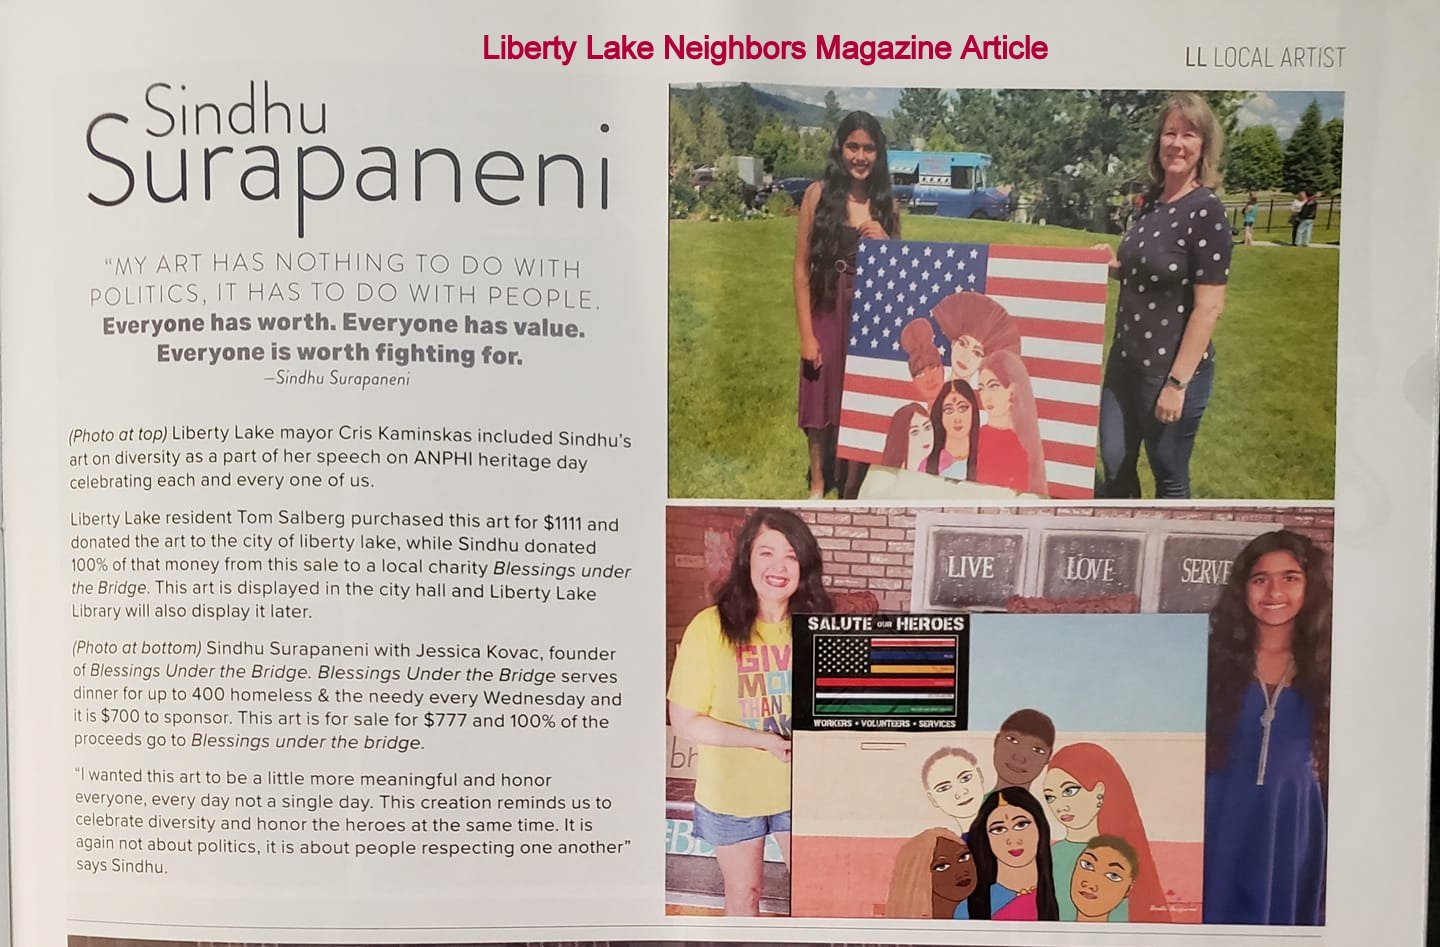 Liberty Lake Neighbors Magazine Article
LL LOCAL ARTIST
Sindhu
Surapaneni
"MY ART HAS NOTHING TO DO WITH
POLITICS, IT HAS TO DO WITH PEOPLE.
Everyone has worth. Everyone has value.
Everyone is worth fighting for.
—Sindhu Surapaneni
(Photo at top) Liberty Lake mayor Cris Kaminskas included Sindhu's
art on diversity as a part of her speech on ANPHI heritage day
celebrating each and every one of us.
Liberty Lake resident Tom Salberg purchased this art for $1111 and
donated the art to the city of liberty lake, while Sindhu donated
100% of that money from this sale to a local charity Blessings under
the Bridge. This art is displayed in the city hall and Liberty Lake
Library will also display it later.
(Photo at bottom) Sindhu Surapaneni with Jessica Kovac, founder
of Blessings Under the Bridge. Blessings Under the Bridge serves
dinner for up to 400 homeless & the needy every Wednesday and
it is $700 to sponsor. This art is for sale for $777 and 100% of the
proceeds go to Blessings under the bridge.
"I wanted this art to be a little more meaningful and honor
everyone, every day not a single day. This creation reminds us to
celebrate diversity and honor the heroes at the same time. It is
again not about politics, it is about people respecting one another"
says Sindhu.
LIVE
LOVE
SERVE
SALUTE OUR HEROES
WORKERS • VOLUNTEERS • SERVICES
GIV
MO
THAN
TAK
br